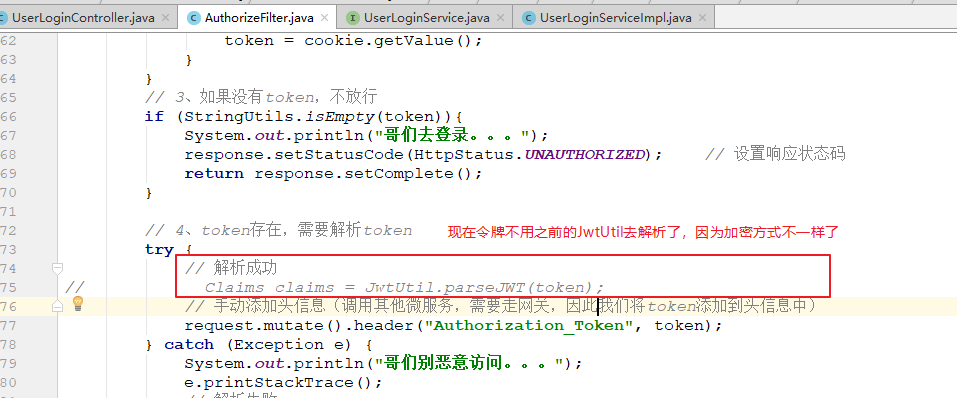 UserLoginController.java × AuthorizeFilter.java × UserLoginService.java × UserLoginServiceImpl.java ×
62 token = cookie.getValue();
63 }
64 }
65 // 3、如果没有token，不放行
66 if (StringUtils.isEmpty(token)){
67 System.out.println("哥们去登录。。。");
68 response.setStatusCode(HttpStatus.UNAUTHORIZED); // 设置响应状态码
69 return response.setComplete();
70 }
71
72 // 4、token存在，需要解析token 现在令牌不用之前的JwtUtil去解析了，因为加密方式不一样了
73 try {
74 // 解析成功
75 // Claims claims = JwtUtil.parseJWT(token);
76 // 手动添加头信息（调用其他微服务，需要走网关，因此我们将token添加到头信息中）
77 request.mutate().header("Authorization_Token", token);
78 } catch (Exception e) {
79 System.out.println("哥们别恶意访问。。。");
80 e.printStackTrace();